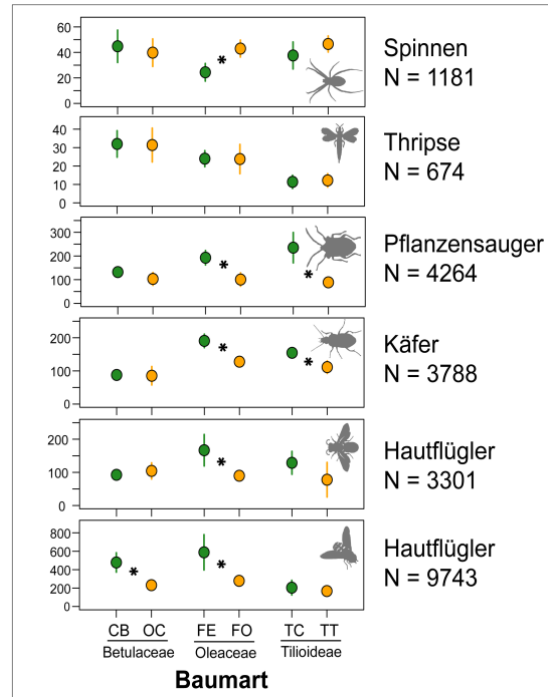 60
40
20
0
*
Spinnen
N = 1181
40
30
20
10
0
Thripse
N = 674
300
200
100
0
* *
Pflanzensauger
N = 4264
200
100
0
* *
Käfer
N = 3788
200
100
0
*
Hautflügler
N = 3301
800
600
400
200
0
* *
Hautflügler
N = 9743
CB OC FE FO TC TT
Betulaceae Oleaceae Tilioideae
Baumart